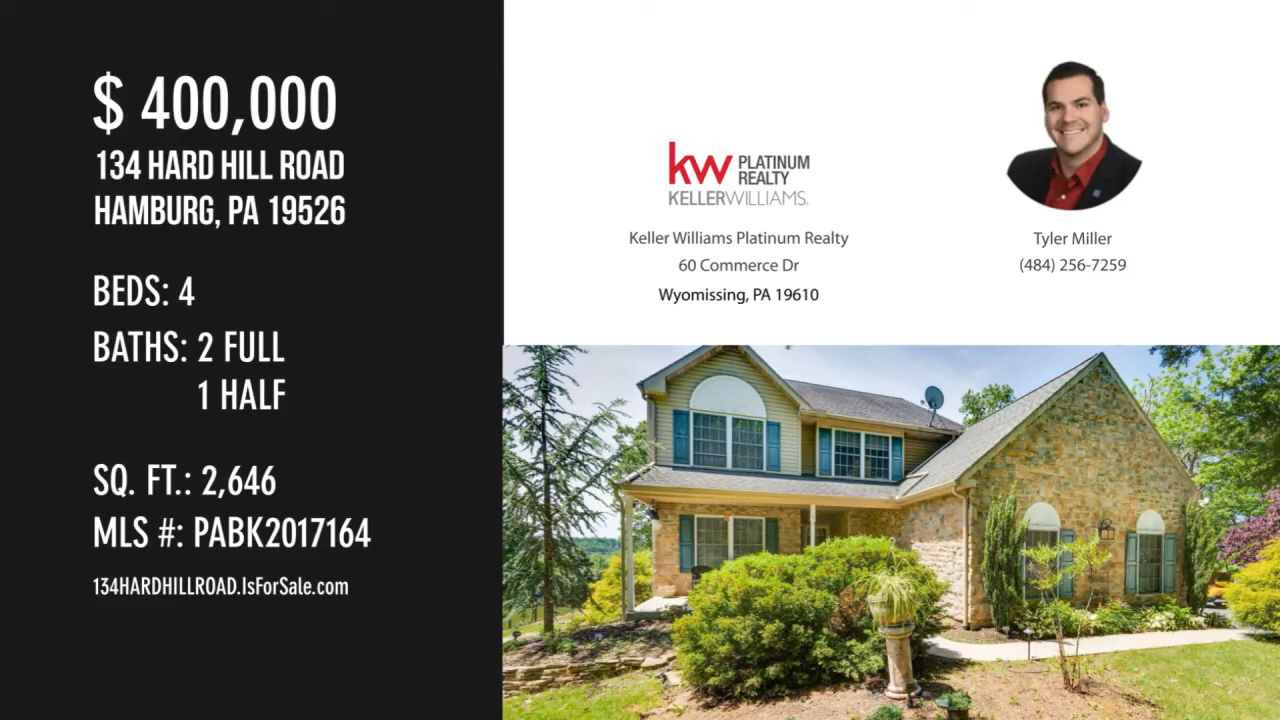 $ 400,000
134 HARD HILL ROAD
HAMBURG, PA 19526
BEDS: 4
BATHS: 2 FULL
1 HALF
SQ. FT.: 2,646
MLS #: PABK2017164
134HARDHILLROAD.IsForSale.com
kw PLATINUM
REALTY
KELLERWILLIAMS.
Keller Williams Platinum Realty
60 Commerce Dr
Wyomissing, PA 19610
Tyler Miller
(484) 256-7259